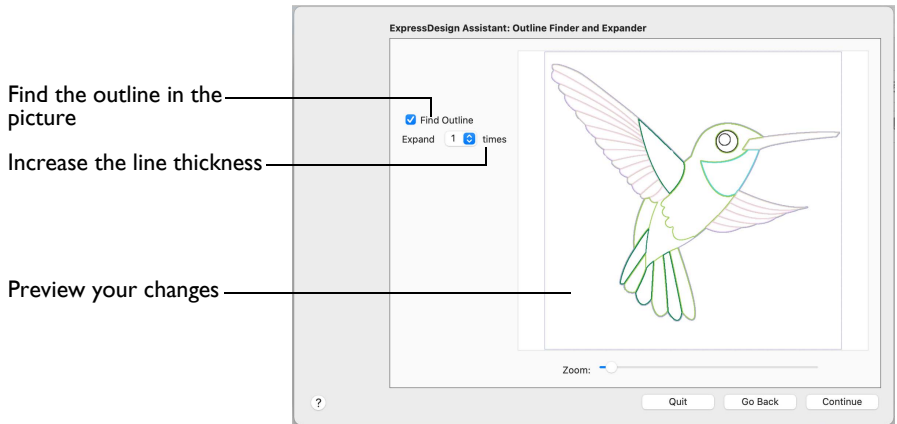 ExpressDesign Assistant: Outline Finder and Expander
Find the outline in the
picture
Find Outline
Expand 1 times
Increase the line thickness
Preview your changes
Zoom:
? Quit Go Back Continue